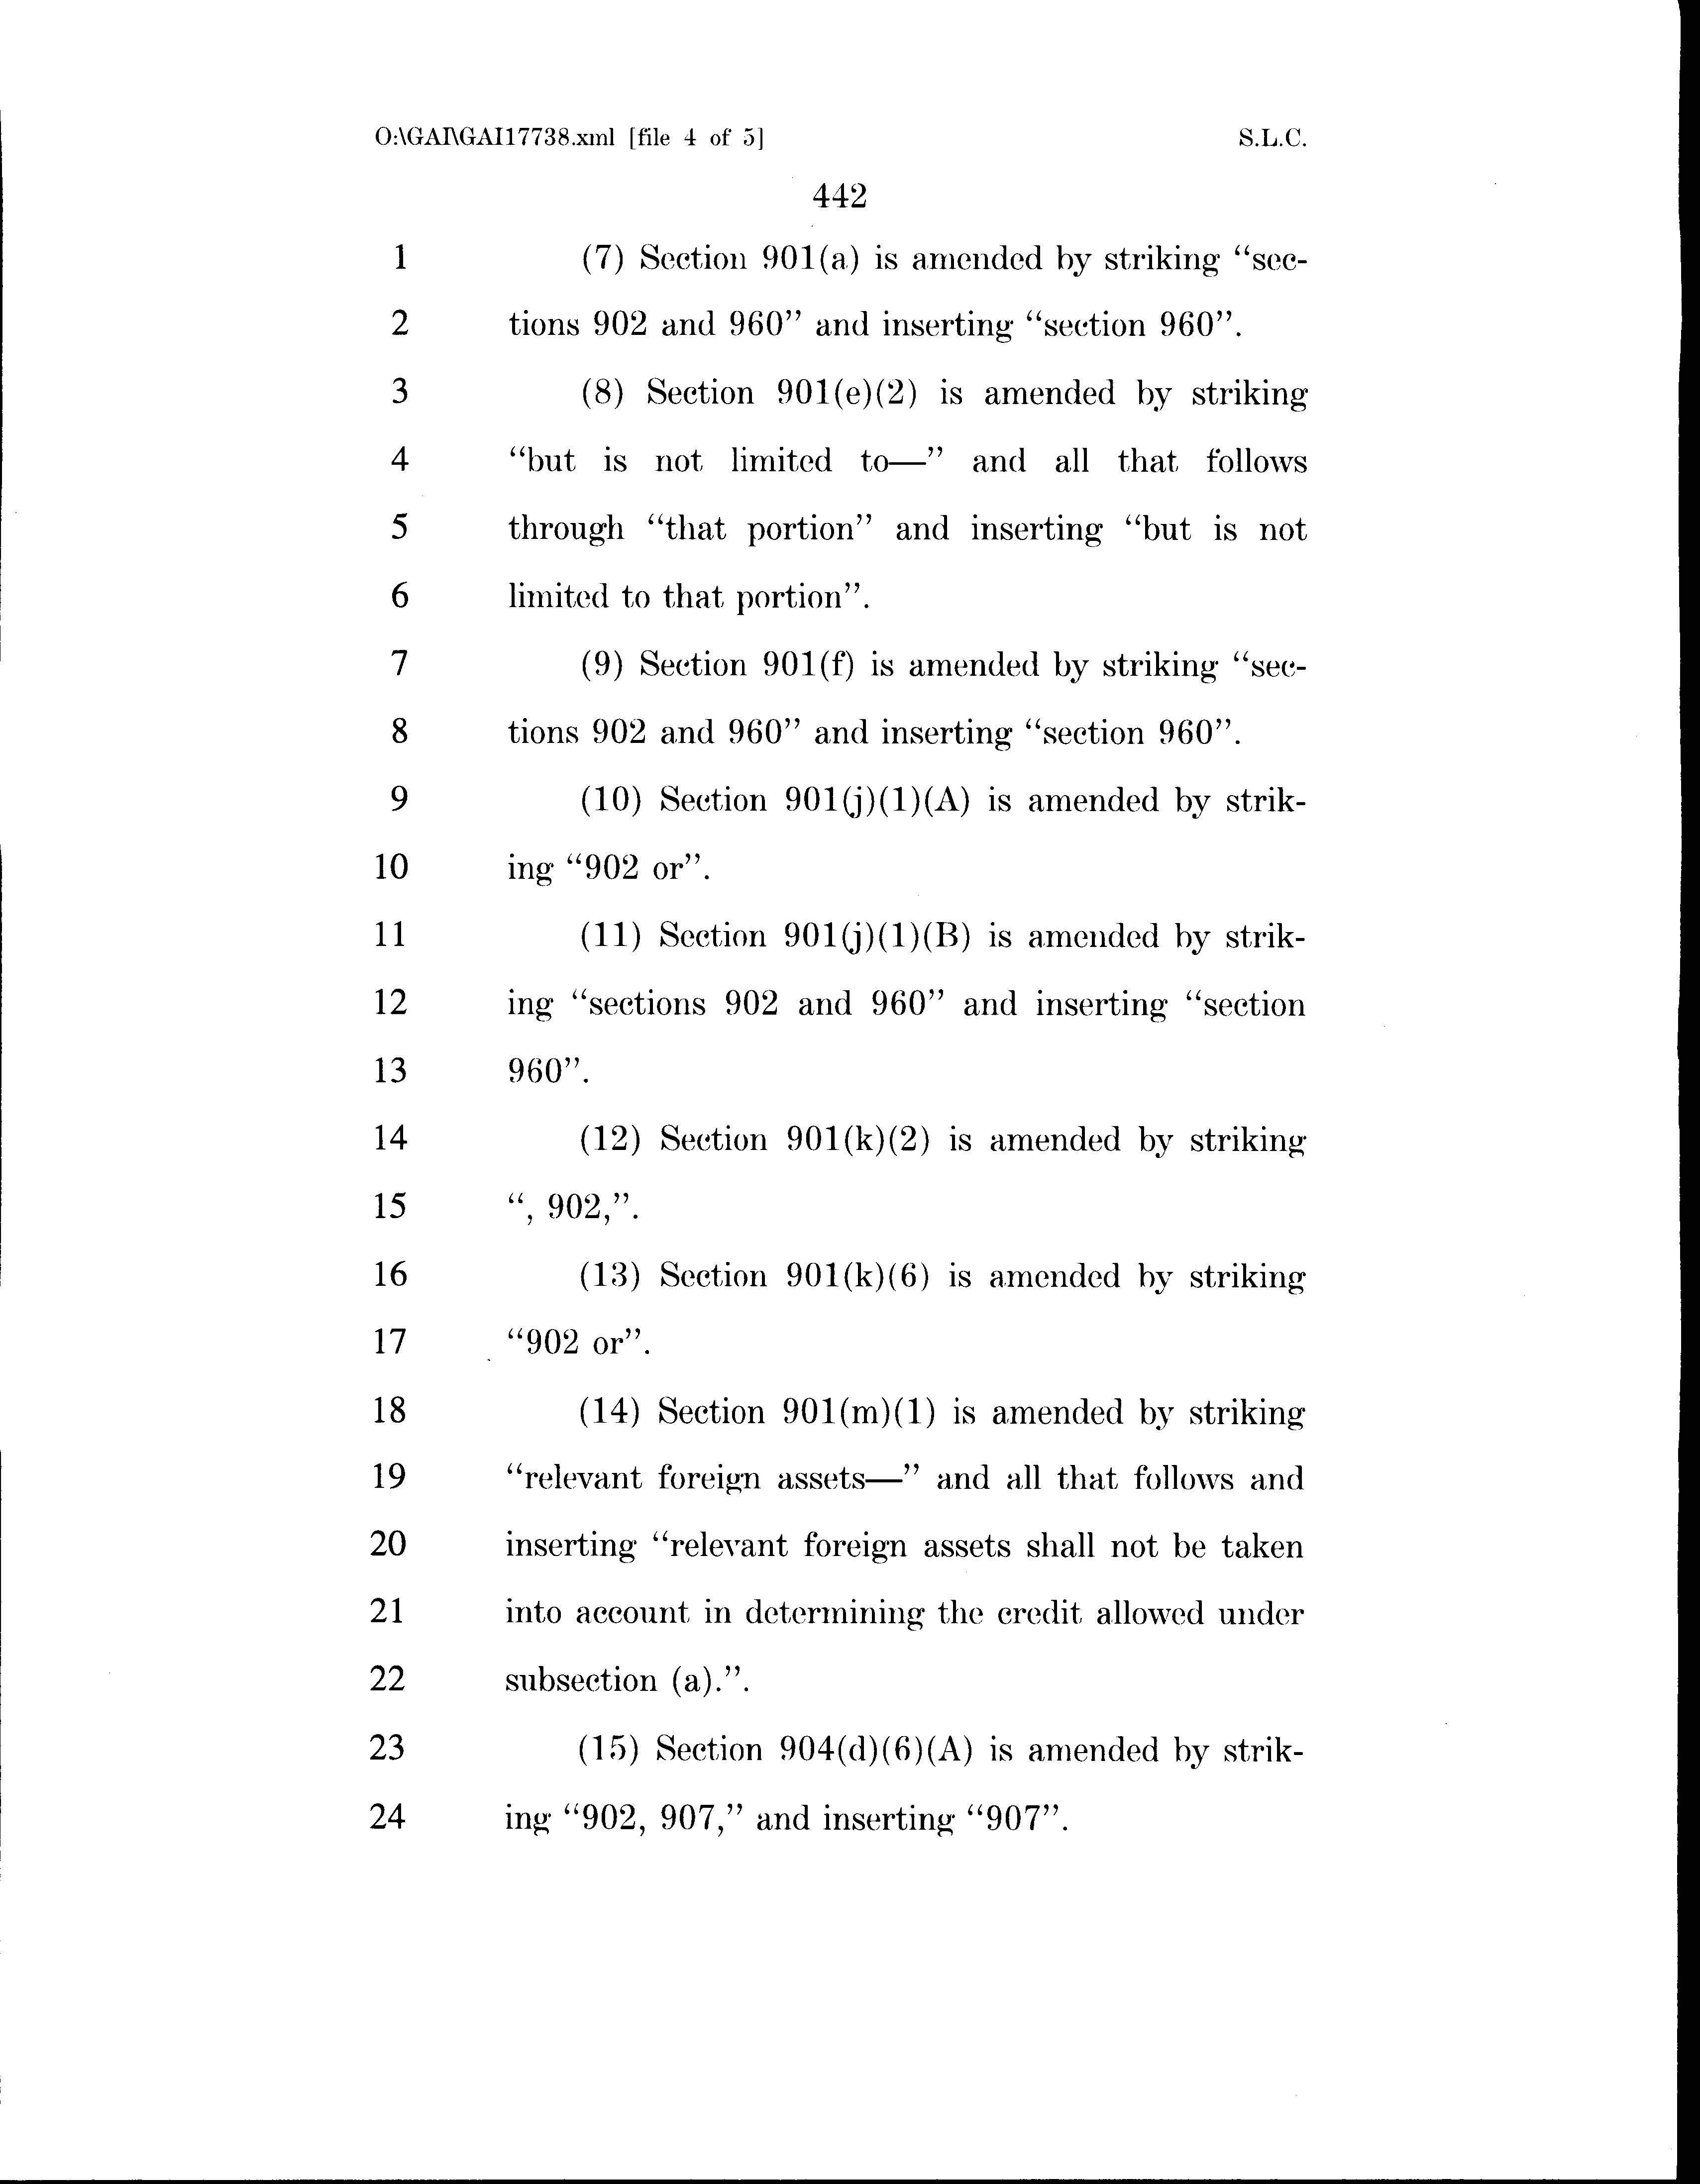 O:\GAI\GAI17738.xml [file 4 of 5] S.L.C.
442
1 (7) Section 901(a) is amended by striking “sec-
2 tions 902 and 960” and inserting “section 960”.
3 (8) Section 901(e)(2) is amended by striking
4 “but is not limited to—” and all that follows
5 through “that portion” and inserting “but is not
6 limited to that portion”.
7 (9) Section 901(f) is amended by striking “sec-
8 tions 902 and 960” and inserting “section 960”.
9 (10) Section 901(j)(1)(A) is amended by strik-
10 ing “902 or”.
11 (11) Section 901(j)(1)(B) is amended by strik-
12 ing “sections 902 and 960” and inserting “section
13 960”.
14 (12) Section 901(k)(2) is amended by striking
15 “, 902,”.
16 (13) Section 901(k)(6) is amended by striking
17 “902 or”.
18 (14) Section 901(m)(1) is amended by striking
19 “relevant foreign assets—” and all that follows and
20 inserting “relevant foreign assets shall not be taken
21 into account in determining the credit allowed under
22 subsection (a).”.
23 (15) Section 904(d)(6)(A) is amended by strik-
24 ing “902, 907,” and inserting “907”.